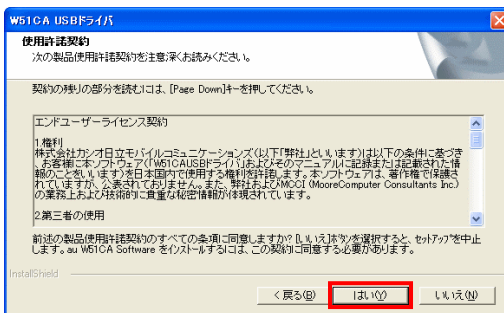 W51CA USBドライバ
使用許諾契約
次の製品使用許諾契約を注意深くお読みください。
契約の残りの部分を読むには、[Page Down]キーを押してください。
エンドユーザーライセンス契約
1.権利
株式会社カシオ日立モバイルコミュニケーションズ(以下「弊社」といいます)は以下の条件に基づき
、お客様に本ソフトウェア(「W51CAUSBドライバ」およびそのマニュアルに記録または記載された情
報のことをいいます)を日本国内で使用する権利を許諾します。本ソフトウェアは、著作権で保護さ
れていますが、公表されておりません。また、弊社およびMCCI (MooreComputer Consultants Inc.)
の業務上および技術的に貴重な秘密情報が体現されています。
2.第三者の使用
前述の製品使用許諾契約のすべての条項に同意しますか? [いいえ]ボタンを選択すると、セットアップを中止
します。au W51CA Software をインストールするには、この契約に同意する必要があります。
InstallShield
< 戻る(B)
はい(Y)
いいえ(N)